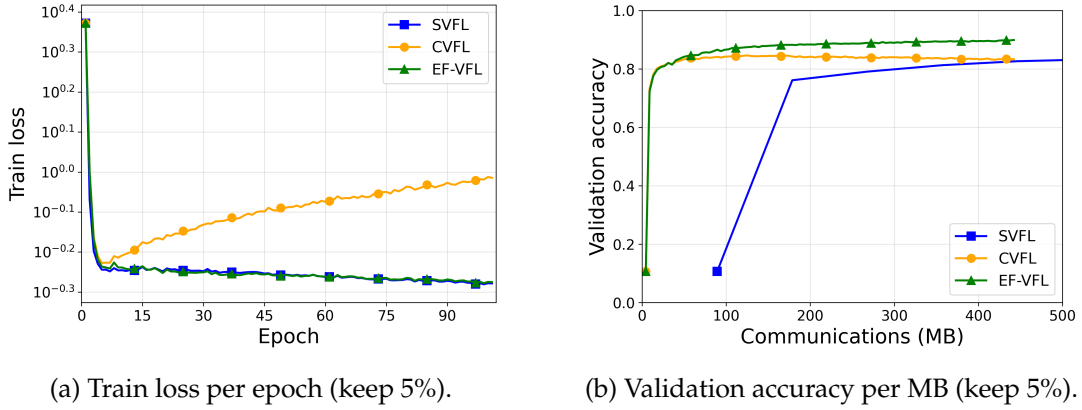 10^0.4
10^0.3
10^0.2
10^0.1
10^0.0
10^−0.1
10^−0.2
10^−0.3
Train loss
1 15 30 45 60 75 90
Epoch
SVFL
CVFL
EF-VFL
(a) Train loss per epoch (keep 5%).
1.0
0.8
0.6
0.4
0.2
0.0
Validation accuracy
0 100 200 300 400 500
Communications (MB)
SVFL
CVFL
EF-VFL
(b) Validation accuracy per MB (keep 5%).